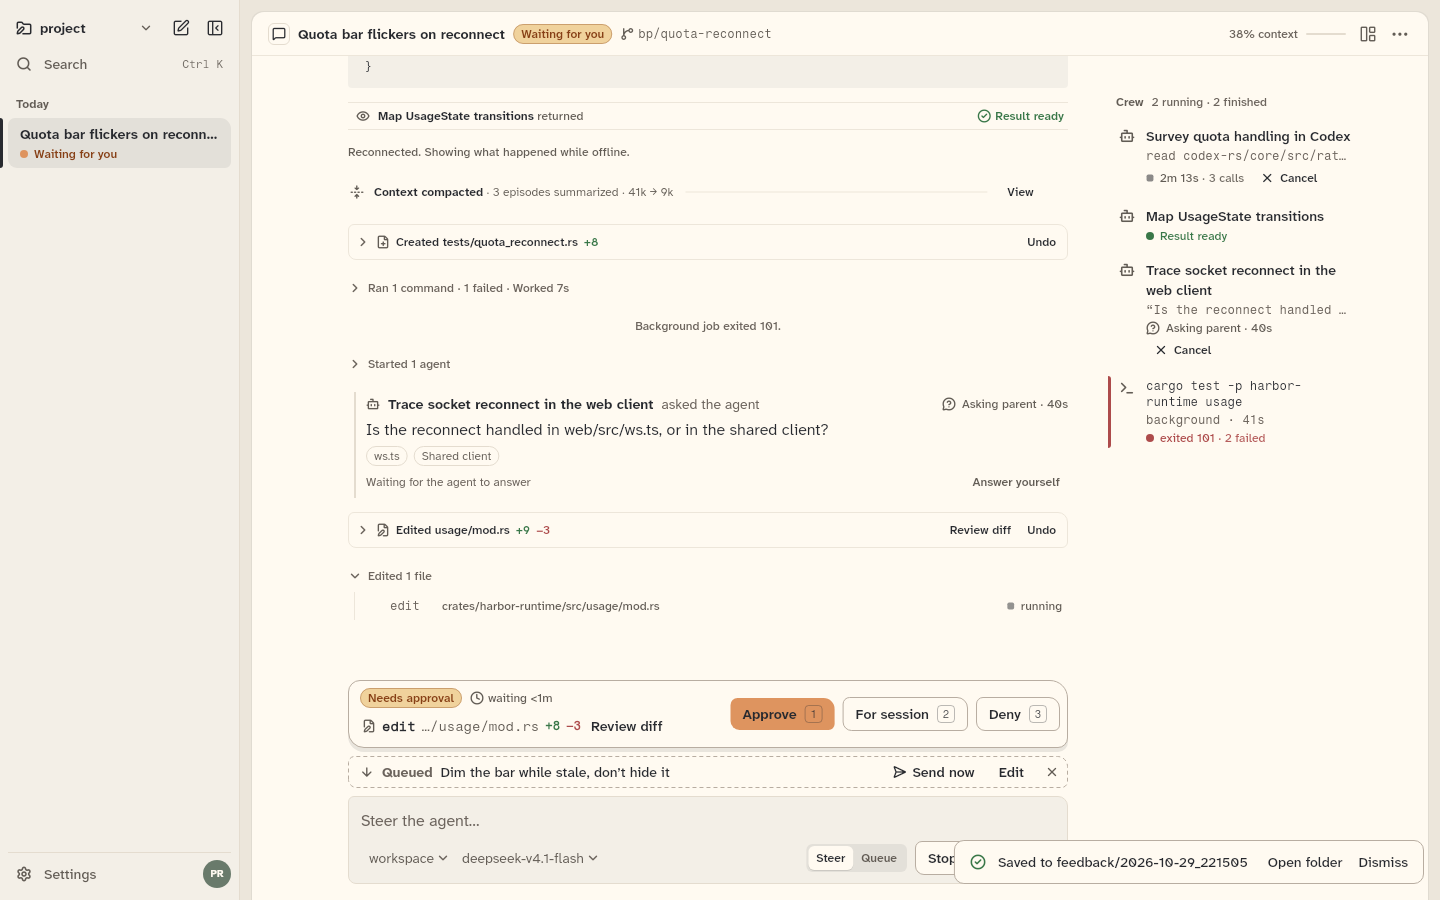 project
Search Ctrl K
Today
Quota bar flickers on reconn…
Waiting for you
Settings
PR
Quota bar flickers on reconnect Waiting for you bp/quota-reconnect 38% context
}
Map UsageState transitions returned Result ready
Reconnected. Showing what happened while offline.
Context compacted · 3 episodes summarized · 41k → 9k View
Created tests/quota_reconnect.rs +8 Undo
Ran 1 command · 1 failed · Worked 7s
Background job exited 101.
Started 1 agent
Trace socket reconnect in the web client asked the agent Asking parent · 40s
Is the reconnect handled in web/src/ws.ts, or in the shared client?
ws.ts Shared client
Waiting for the agent to answer Answer yourself
Edited usage/mod.rs +9 −3 Review diff Undo
Edited 1 file
edit crates/harbor-runtime/src/usage/mod.rs running
Needs approval waiting <1m
edit …/usage/mod.rs +8 −3 Review diff
Approve 1 For session 2 Deny 3
Queued Dim the bar while stale, don't hide it Send now Edit
Steer the agent…
workspace deepseek-v4.1-flash Steer Queue Stop
Crew 2 running · 2 finished
Survey quota handling in Codex
read codex-rs/core/src/rat…
2m 13s · 3 calls Cancel
Map UsageState transitions
Result ready
Trace socket reconnect in the
web client
“Is the reconnect handled …
Asking parent · 40s
Cancel
cargo test -p harbor-
runtime usage
background · 41s
exited 101 · 2 failed
Saved to feedback/2026-10-29_221505 Open folder Dismiss